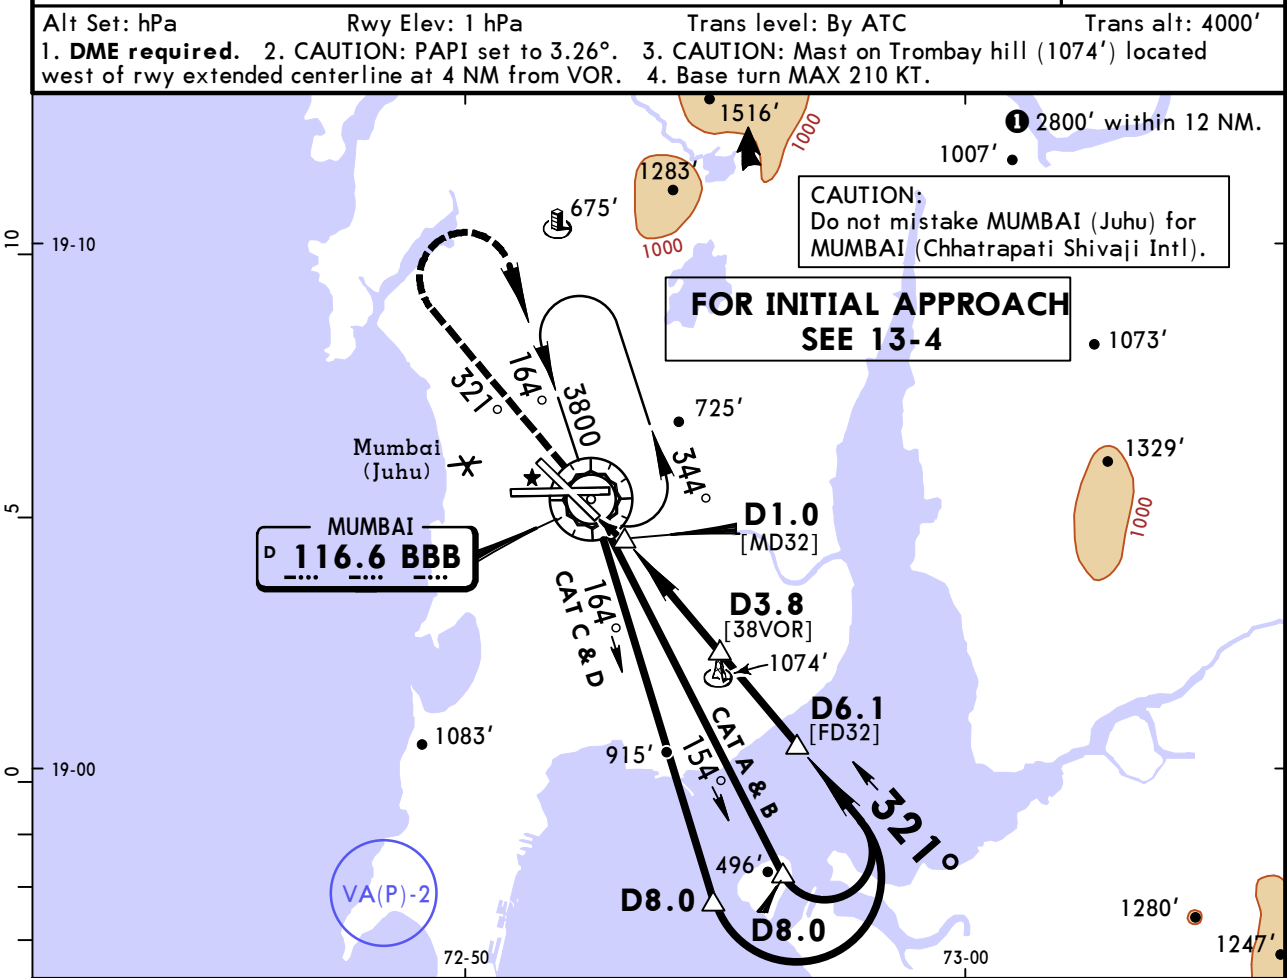 Alt Set: hPa Rwy Elev: 1 hPa Trans level: By ATC Trans alt: 4000'
1. DME required. 2. CAUTION: PAPI set to 3.26°. 3. CAUTION: Mast on Trombay hill (1074') located
west of rwy extended centerline at 4 NM from VOR. 4. Base turn MAX 210 KT.
1516'
1000
1 2800' within 12 NM.
1007'
1283'
1000
675'
CAUTION:
Do not mistake MUMBAI (Juhu) for
MUMBAI (Chhatrapati Shivaji Intl).
10
19-10
FOR INITIAL APPROACH
SEE 13-4
1073'
321°
164°
3800
725'
344°
Mumbai
(Juhu)
1329'
1000
5
D1.0
[MD32]
MUMBAI
D 116.6 BBB
164°
CAT C & D
D3.8
[38VOR]
1074'
D6.1
[FD32]
1083'
915'
154°
CAT A & B
0
19-00
321°
496'
VA(P)-2
D8.0
D8.0
1280'
1247'
72-50
73-00